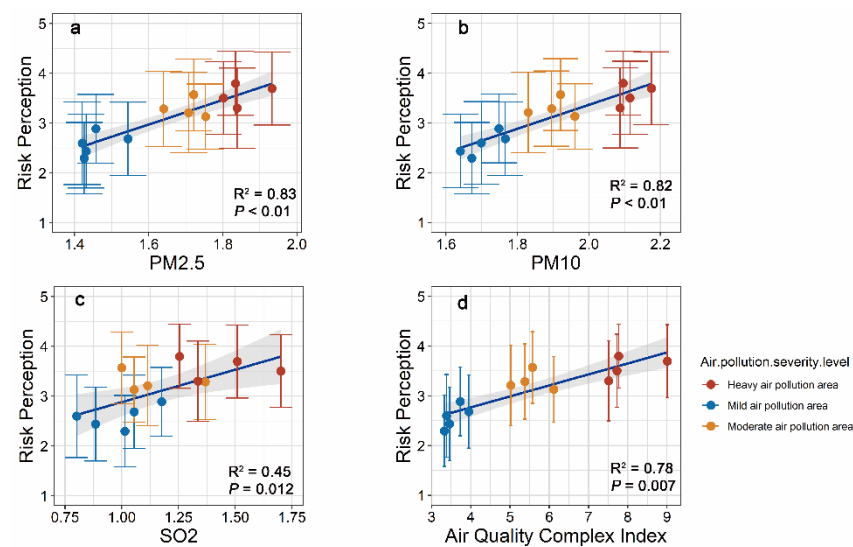 a
5
4
3
2
1
Risk Perception
R² = 0.83
P < 0.01
1.4 1.6 1.8 2.0
PM2.5
b
5
4
3
2
1
Risk Perception
R² = 0.82
P < 0.01
1.6 1.8 2.0 2.2
PM10
c
5
4
3
2
1
Risk Perception
R² = 0.45
P = 0.012
0.75 1.00 1.25 1.50 1.75
SO2
d
5
4
3
2
1
Risk Perception
R² = 0.78
P = 0.007
3 4 5 6 7 8 9
Air Quality Complex Index
Air.pollution.severity.level
Heavy air pollution area
Mild air pollution area
Moderate air pollution area